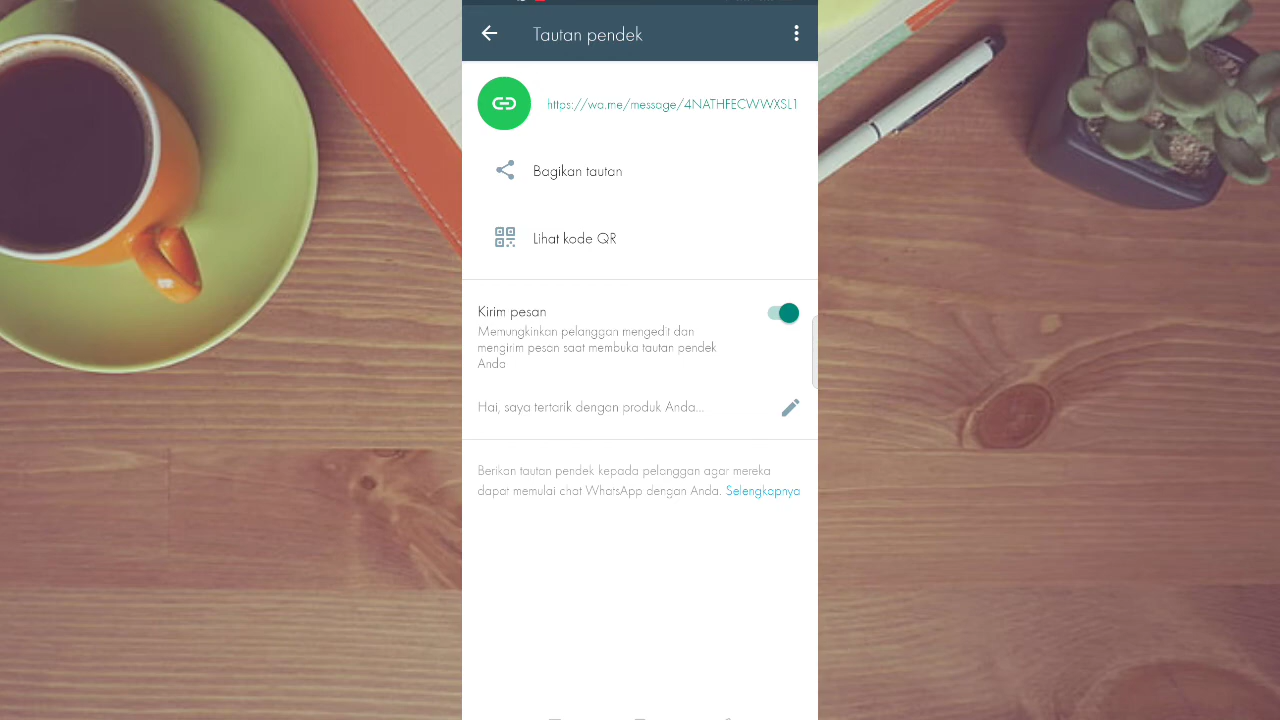 Tautan pendek
https://wa.me/message/4NATHFECWWXSL1
Bagikan tautan
Lihat kode QR
Kirim pesan
Memungkinkan pelanggan mengedit dan
mengirim pesan saat membuka tautan pendek
Anda
Hai, saya tertarik dengan produk Anda...
Berikan tautan pendek kepada pelanggan agar mereka
dapat memulai chat WhatsApp dengan Anda. Selengkapnya